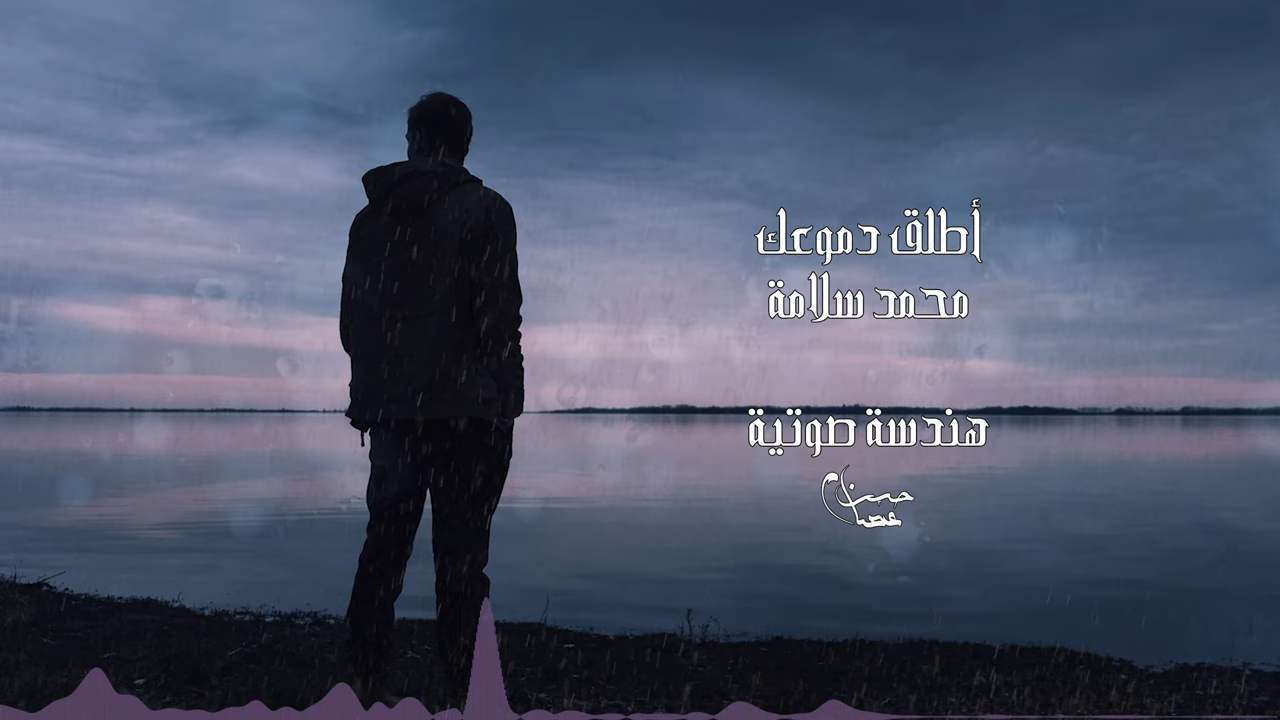 أطلق دموعك
محمد سلامة
هندسة صوتية